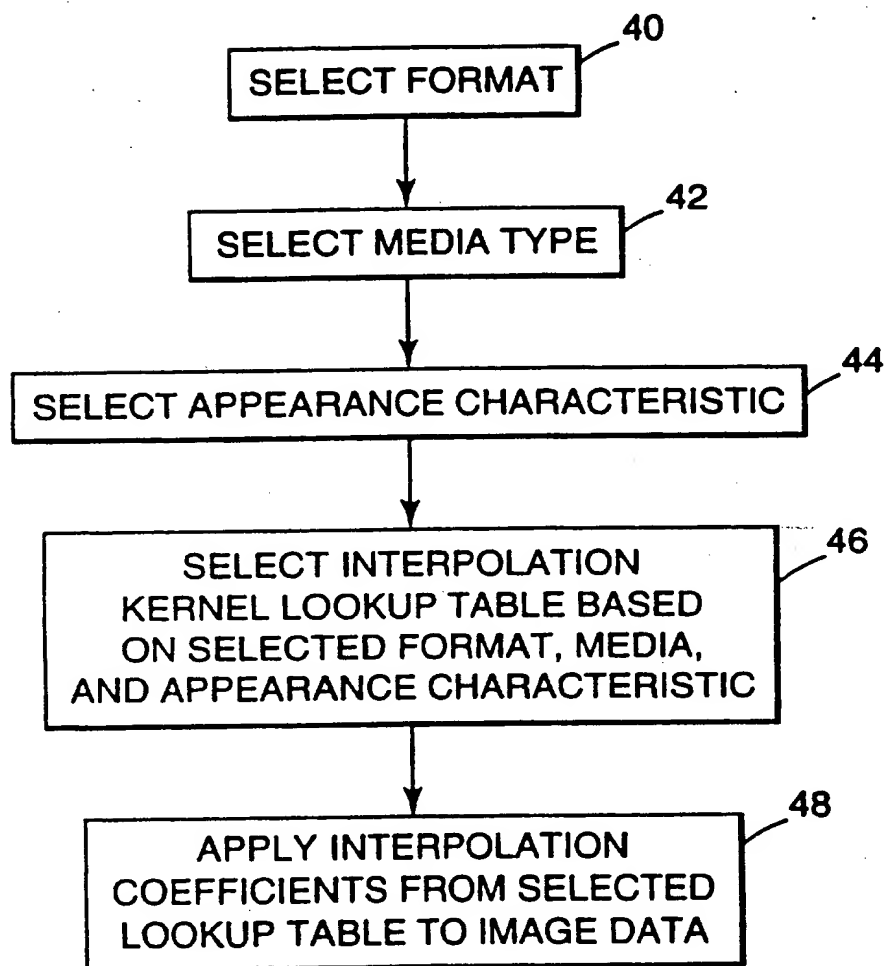 40
SELECT FORMAT
42
SELECT MEDIA TYPE
44
SELECT APPEARANCE CHARACTERISTIC
46
SELECT INTERPOLATION
KERNEL LOOKUP TABLE BASED
ON SELECTED FORMAT, MEDIA,
AND APPEARANCE CHARACTERISTIC
48
APPLY INTERPOLATION
COEFFICIENTS FROM SELECTED
LOOKUP TABLE TO IMAGE DATA